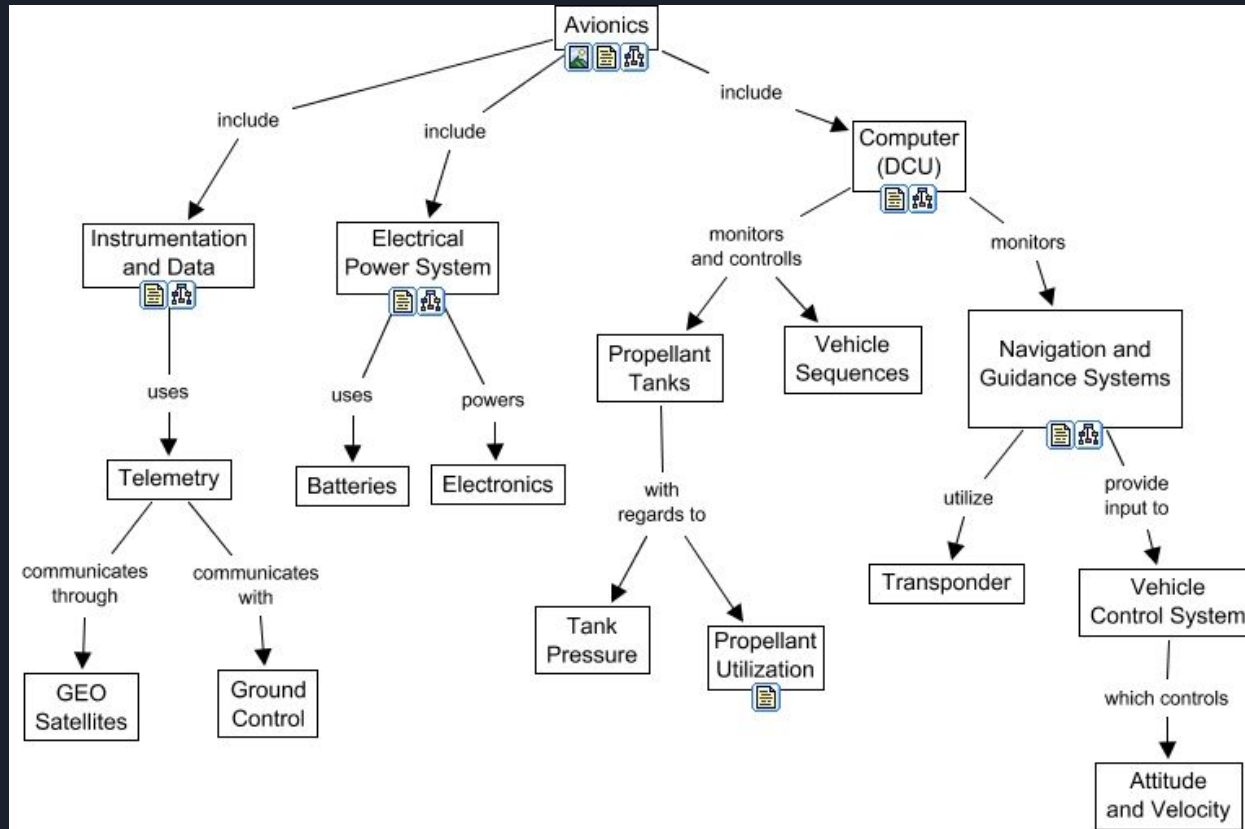 Avionics
include
include
include
Computer
(DCU)
Instrumentation
and Data
Electrical
Power System
monitors
and controlls
monitors
Propellant
Tanks
Vehicle
Sequences
Navigation and
Guidance Systems
uses
uses
powers
Telemetry
Batteries
Electronics
with
regards to
utilize
provide
input to
communicates
through
communicates
with
Transponder
Vehicle
Control System
Tank
Pressure
Propellant
Utilization
GEO
Satellites
Ground
Control
which controls
Attitude
and Velocity